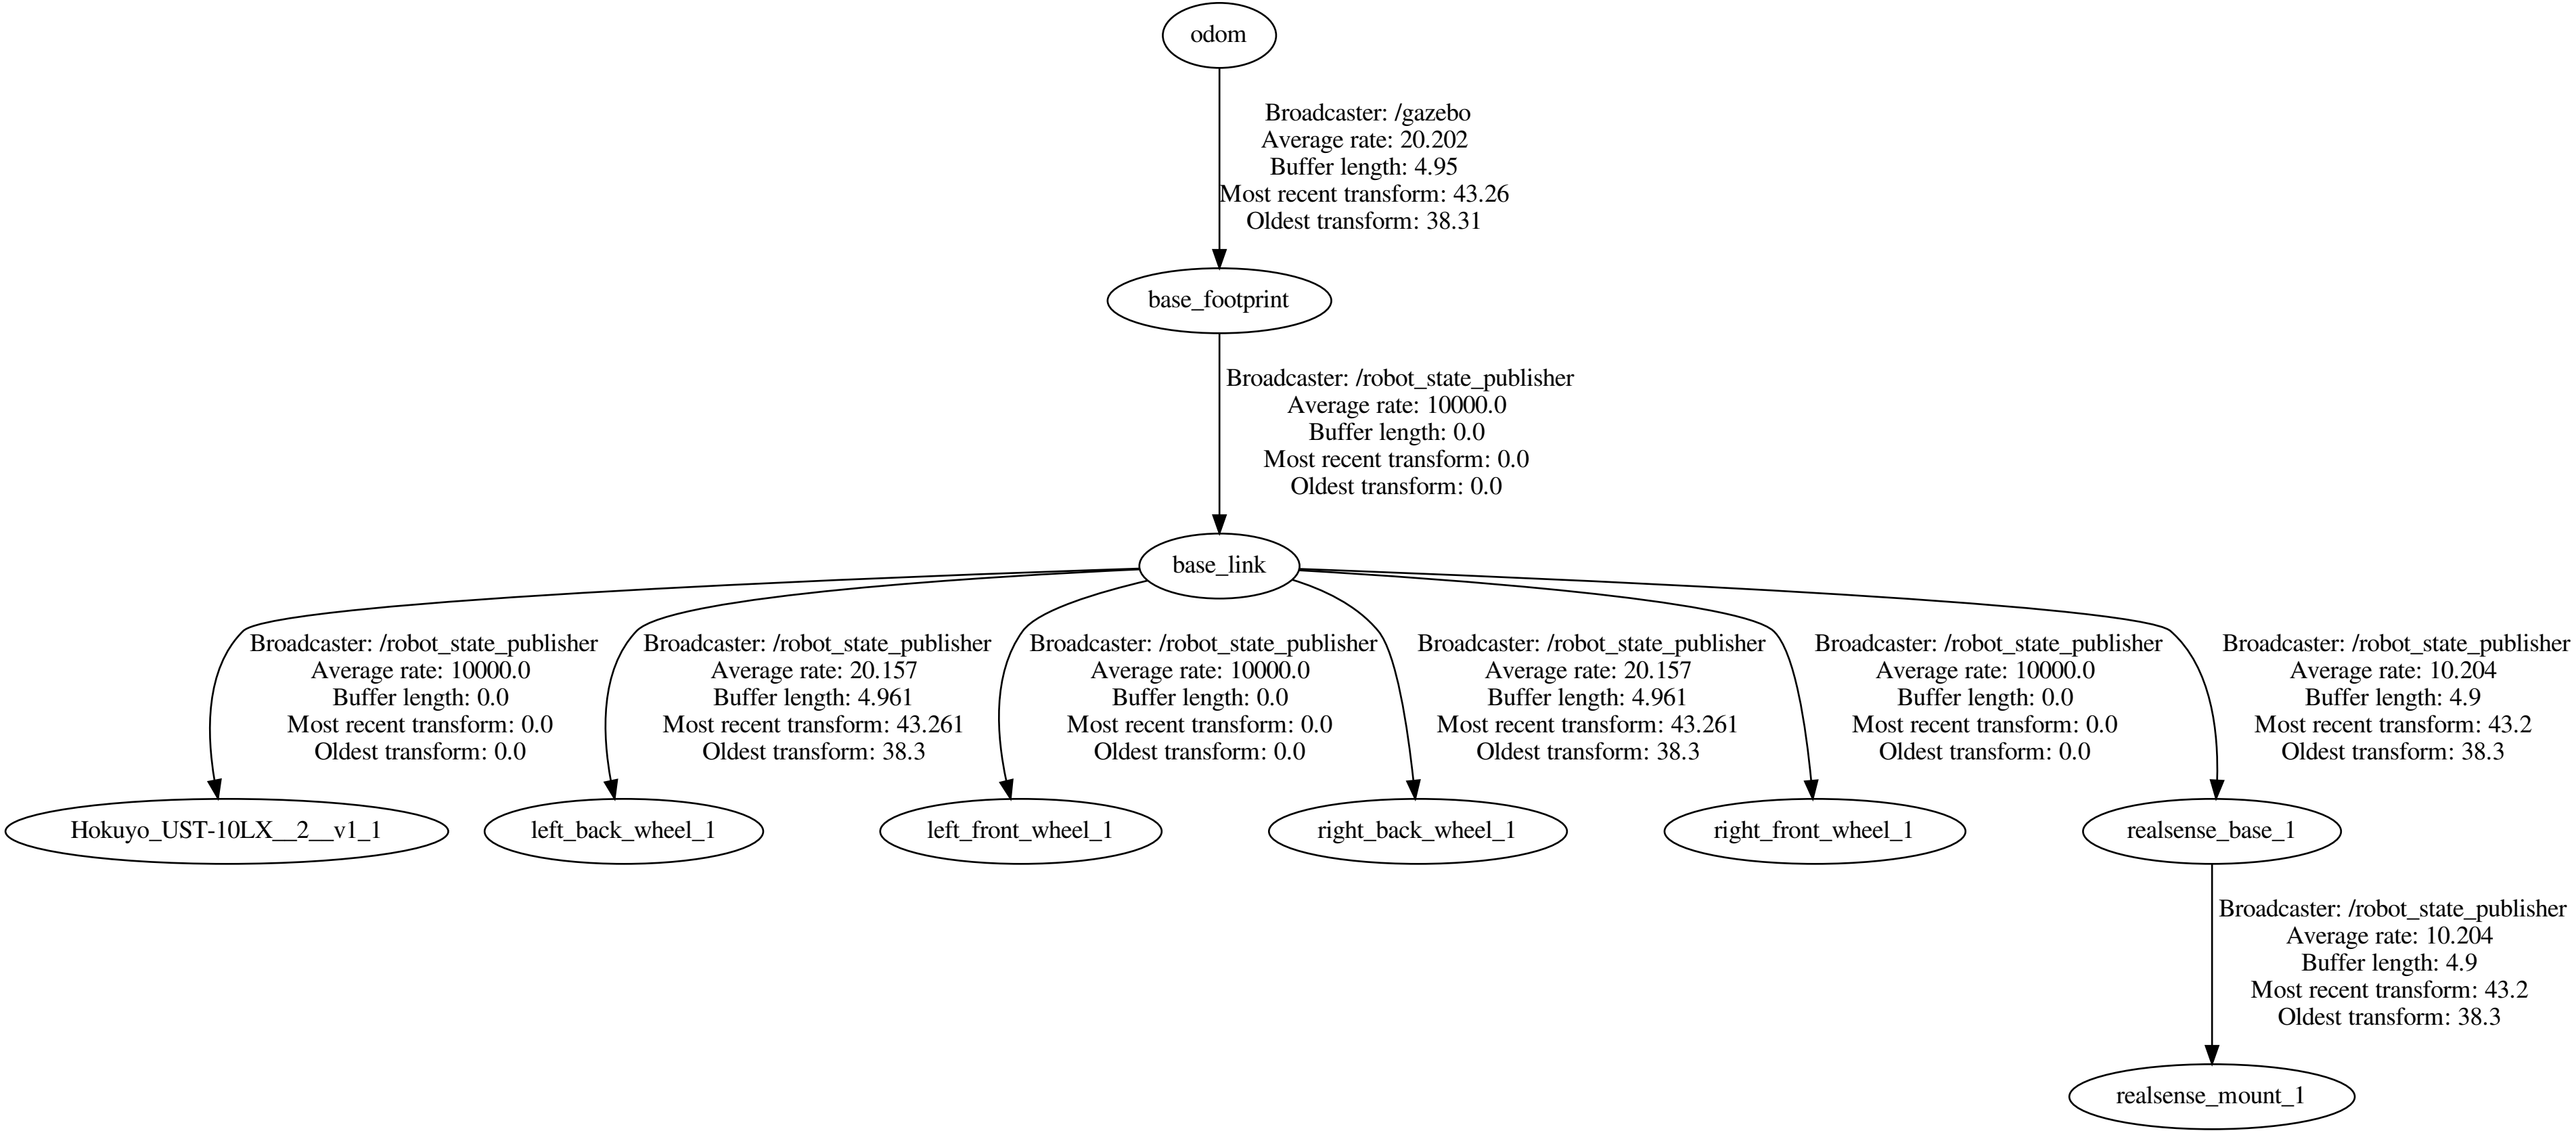 odom
Broadcaster: /gazebo
Average rate: 20.202
Buffer length: 4.95
Most recent transform: 43.26
Oldest transform: 38.31
base_footprint
Broadcaster: /robot_state_publisher
Average rate: 10000.0
Buffer length: 0.0
Most recent transform: 0.0
Oldest transform: 0.0
base_link
Broadcaster: /robot_state_publisher
Average rate: 10000.0
Buffer length: 0.0
Most recent transform: 0.0
Oldest transform: 0.0
Broadcaster: /robot_state_publisher
Average rate: 20.157
Buffer length: 4.961
Most recent transform: 43.261
Oldest transform: 38.3
Broadcaster: /robot_state_publisher
Average rate: 10000.0
Buffer length: 0.0
Most recent transform: 0.0
Oldest transform: 0.0
Broadcaster: /robot_state_publisher
Average rate: 20.157
Buffer length: 4.961
Most recent transform: 43.261
Oldest transform: 38.3
Broadcaster: /robot_state_publisher
Average rate: 10000.0
Buffer length: 0.0
Most recent transform: 0.0
Oldest transform: 0.0
Broadcaster: /robot_state_publisher
Average rate: 10.204
Buffer length: 4.9
Most recent transform: 43.2
Oldest transform: 38.3
Hokuyo_UST-10LX__2__v1_1
left_back_wheel_1
left_front_wheel_1
right_back_wheel_1
right_front_wheel_1
realsense_base_1
Broadcaster: /robot_state_publisher
Average rate: 10.204
Buffer length: 4.9
Most recent transform: 43.2
Oldest transform: 38.3
realsense_mount_1